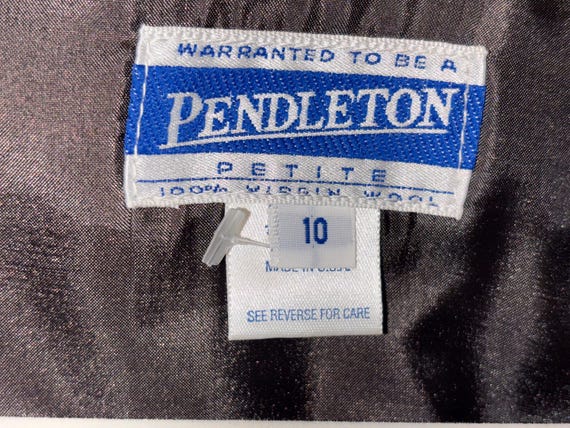 WARRANTED TO BE A
PENDLETON
PETITE
100% VIRGIN WOOL
10
MADE IN U.S.A.
SEE REVERSE FOR CARE